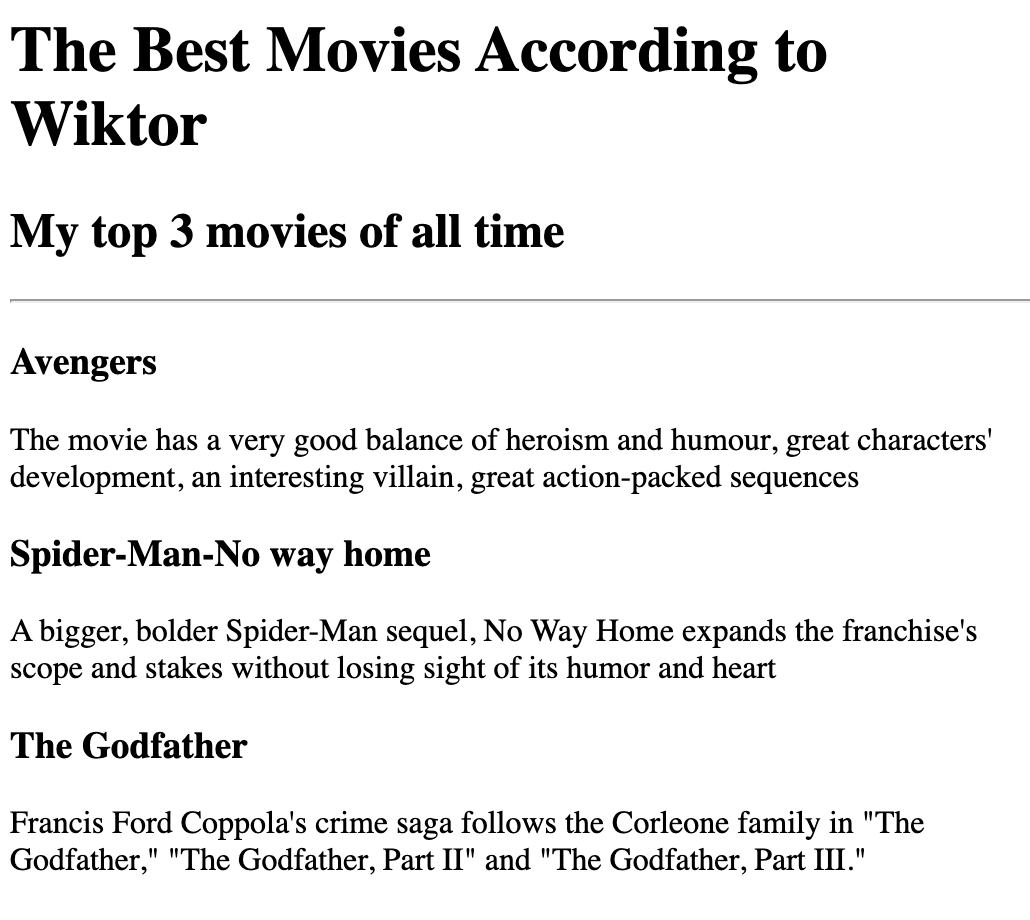 The Best Movies According to
Wiktor
My top 3 movies of all time
Avengers
The movie has a very good balance of heroism and humour, great characters'
development, an interesting villain, great action-packed sequences
Spider-Man-No way home
A bigger, bolder Spider-Man sequel, No Way Home expands the franchise's
scope and stakes without losing sight of its humor and heart
The Godfather
Francis Ford Coppola's crime saga follows the Corleone family in "The
Godfather," "The Godfather, Part II" and "The Godfather, Part III."